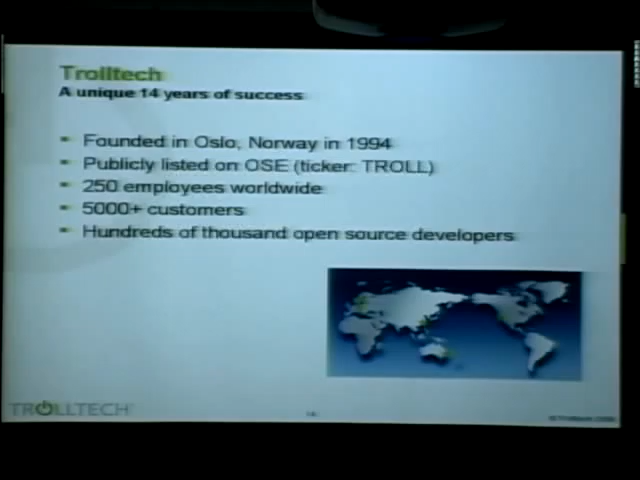 Trolltech
A unique 14 years of success
Founded in Oslo, Norway in 1994
Publicly listed on OSE (ticker: TROLL)
250 employees worldwide
5000+ customers
Hundreds of thousand open source developers
TROLLTECH